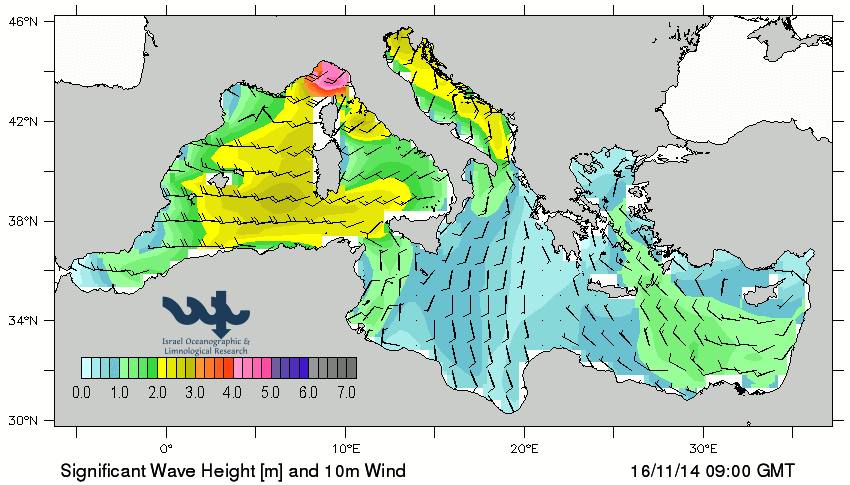 46°N
42°N
38°N
34°N
30°N
Israel Oceanographic &
Limnological Research
0.0 1.0 2.0 3.0 4.0 5.0 6.0 7.0
0° 10°E 20°E 30°E
Significant Wave Height [m] and 10m Wind 16/11/14 09:00 GMT